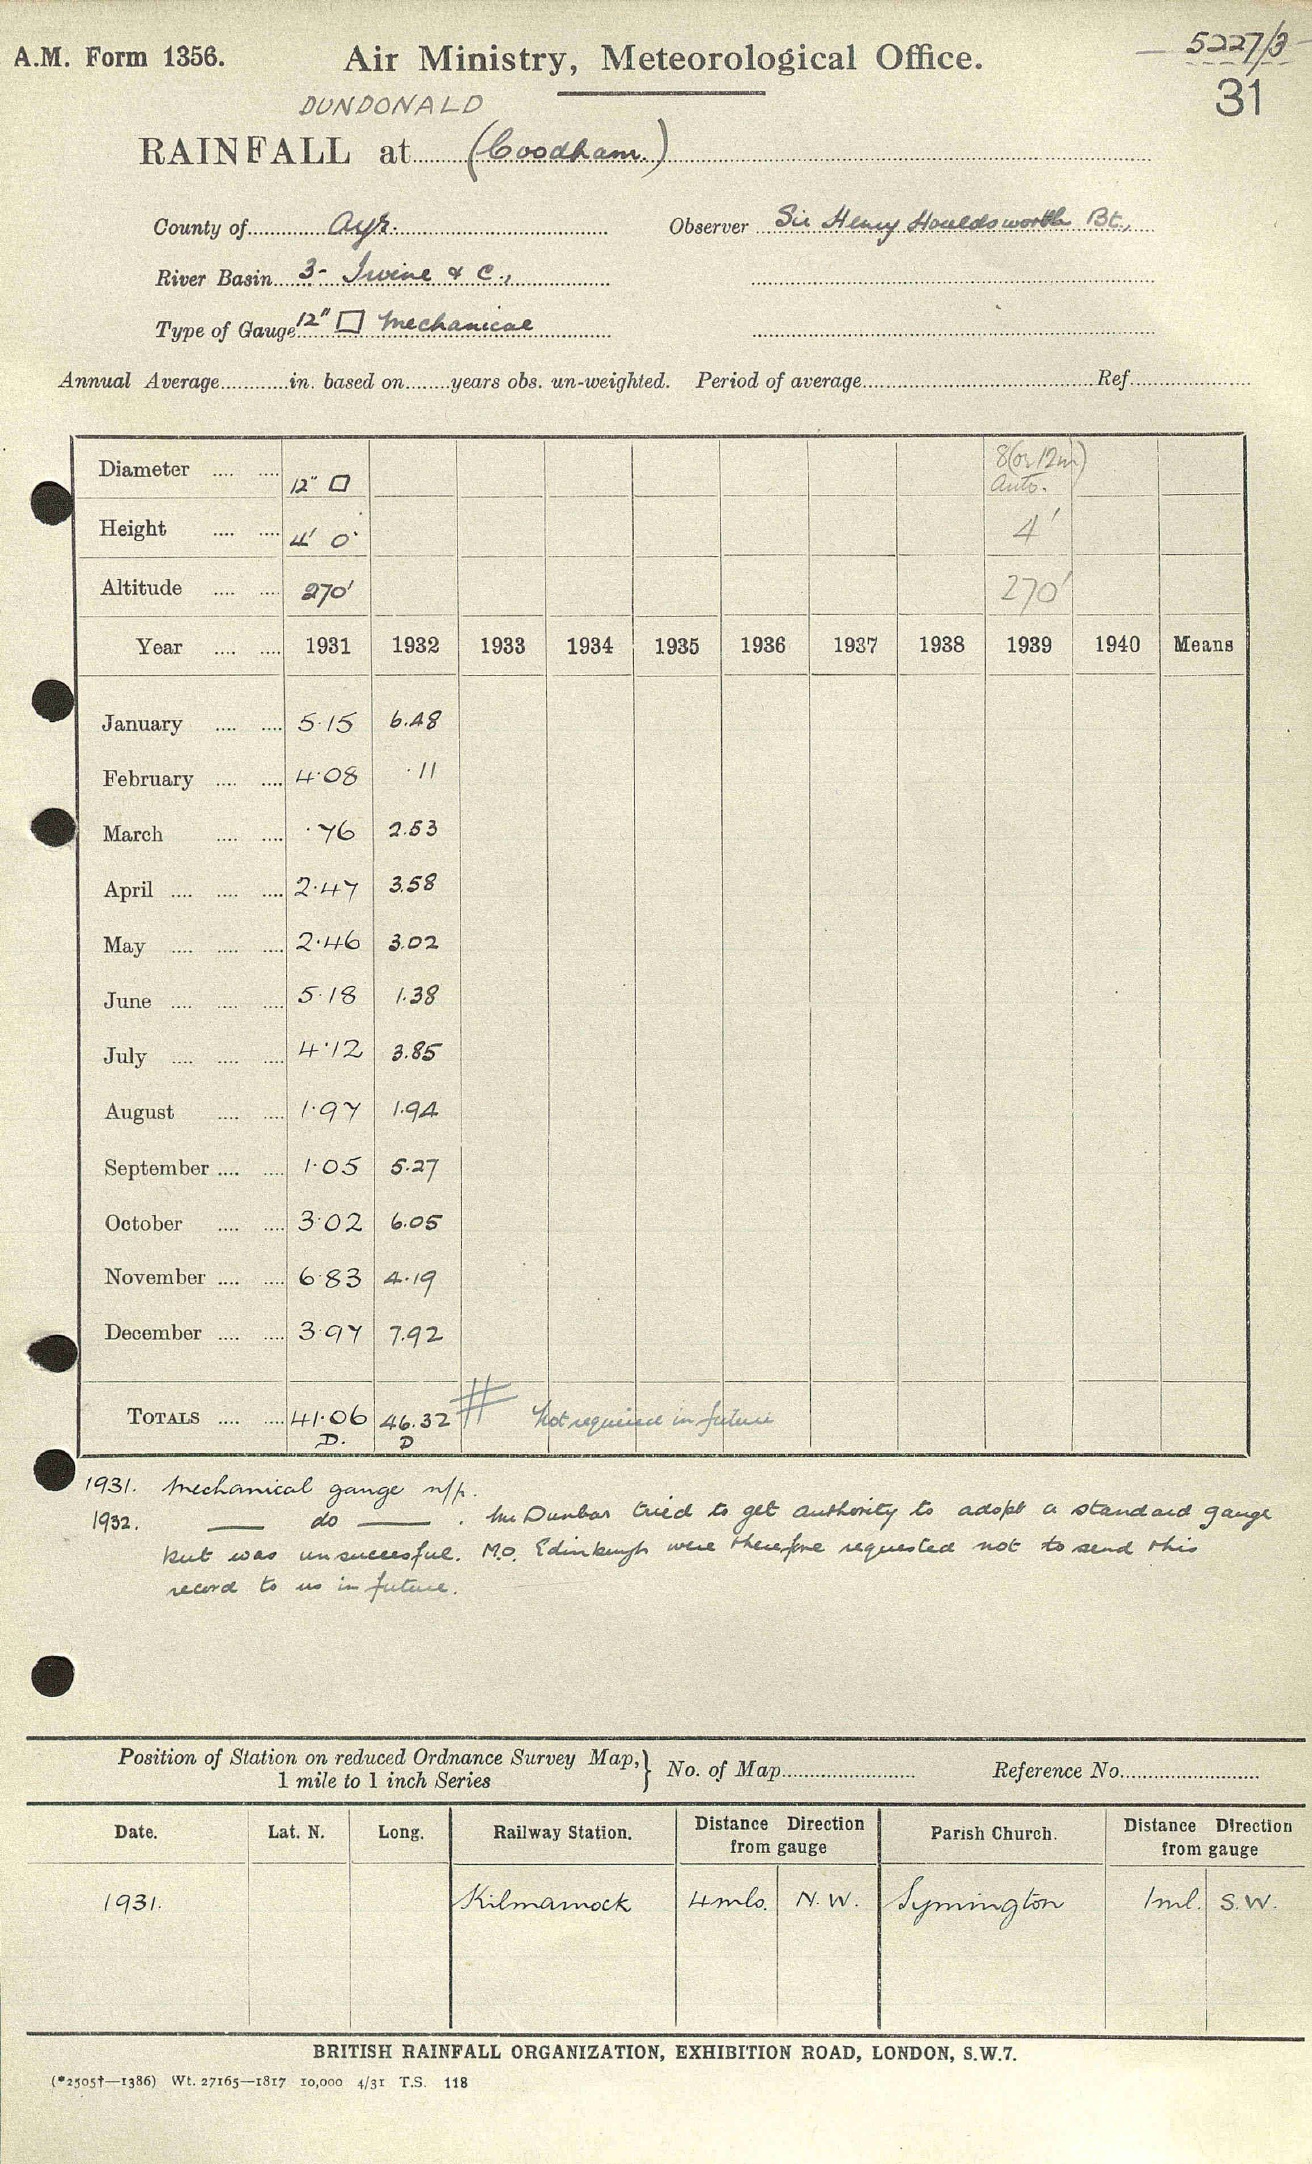 A.M. Form 1356. Air Ministry, Meteorological Office. 5227/3
31
DUNDONALD
RAINFALL at (Coodham.)
County of Ayr. Observer Sir Henry Houldsworth Bt.,
River Basin 3- Irvine & c.,
Type of Gauge 12" □ Mechanical
Annual Average in. based on years obs. un-weighted. Period of average Ref
Diameter 12" □ 8(or 12in) Auto.
Height 4' 0" 4'
Altitude 270' 270'
Year 1931 1932 1933 1934 1935 1936 1937 1938 1939 1940 Means
January 5.15 6.48
February 4.08 .11
March .76 2.53
April 2.47 3.58
May 2.46 3.02
June 5.18 1.38
July 4.12 3.85
August 1.97 1.94
September 1.05 5.27
October 3.02 6.05
November 6.83 4.19
December 3.97 7.92
TOTALS 41.06 46.32 Not required in future
D. D
1931. Mechanical gauge n/p.
1932. — do — . Mr Dunbar tried to get authority to adopt a standard gauge
but was unsuccessful. M.O. Edinburgh were therefore requested not to send this
record to us in future.
Position of Station on reduced Ordnance Survey Map, } No. of Map Reference No.
1 mile to 1 inch Series
Date. Lat. N. Long. Railway Station. Distance Direction from gauge Parish Church. Distance Direction from gauge
1931. Kilmarnock 4 mls. N.W. Symington 1 ml. S.W.
BRITISH RAINFALL ORGANIZATION, EXHIBITION ROAD, LONDON, S.W.7.
(*2505†—1386) Wt. 27165—1817 10,000 4/31 T.S. 118